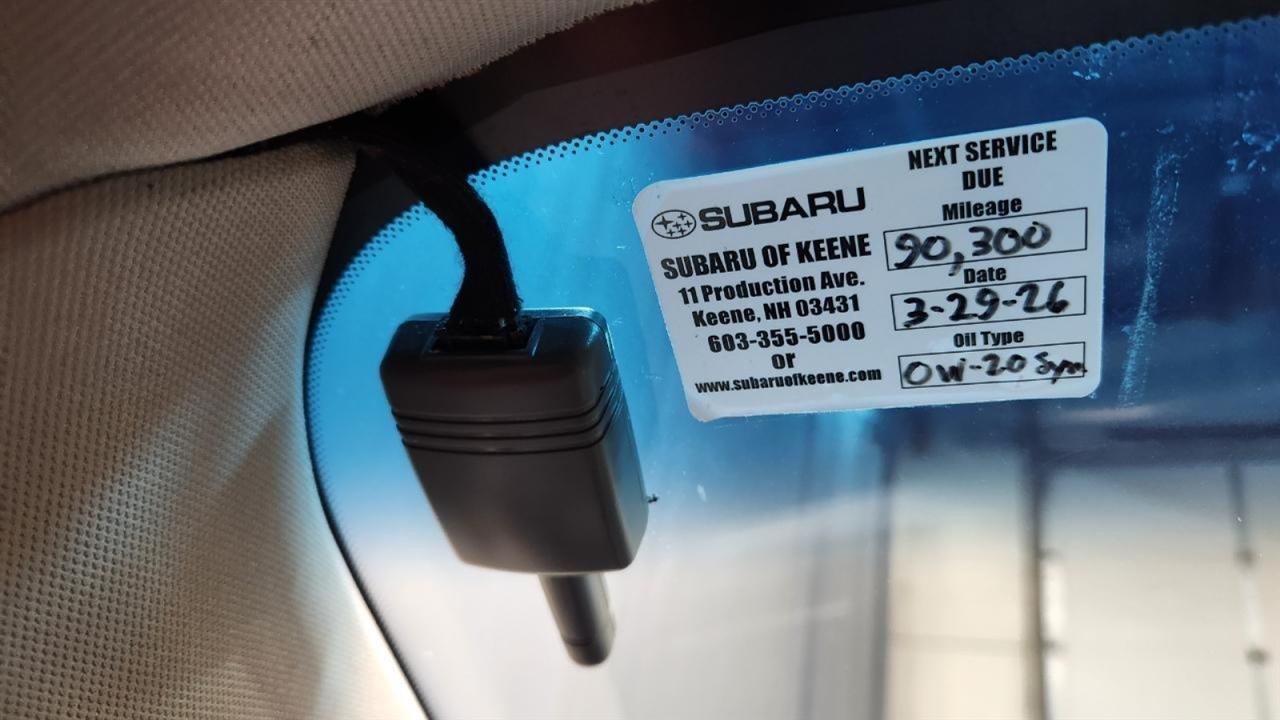 SUBARU
SUBARU OF KEENE
11 Production Ave.
Keene, NH 03431
603-355-5000
or
www.subaruofkeene.com
NEXT SERVICE
DUE
Mileage
90,300
Date
3-29-26
Oil Type
0W-20 Syn